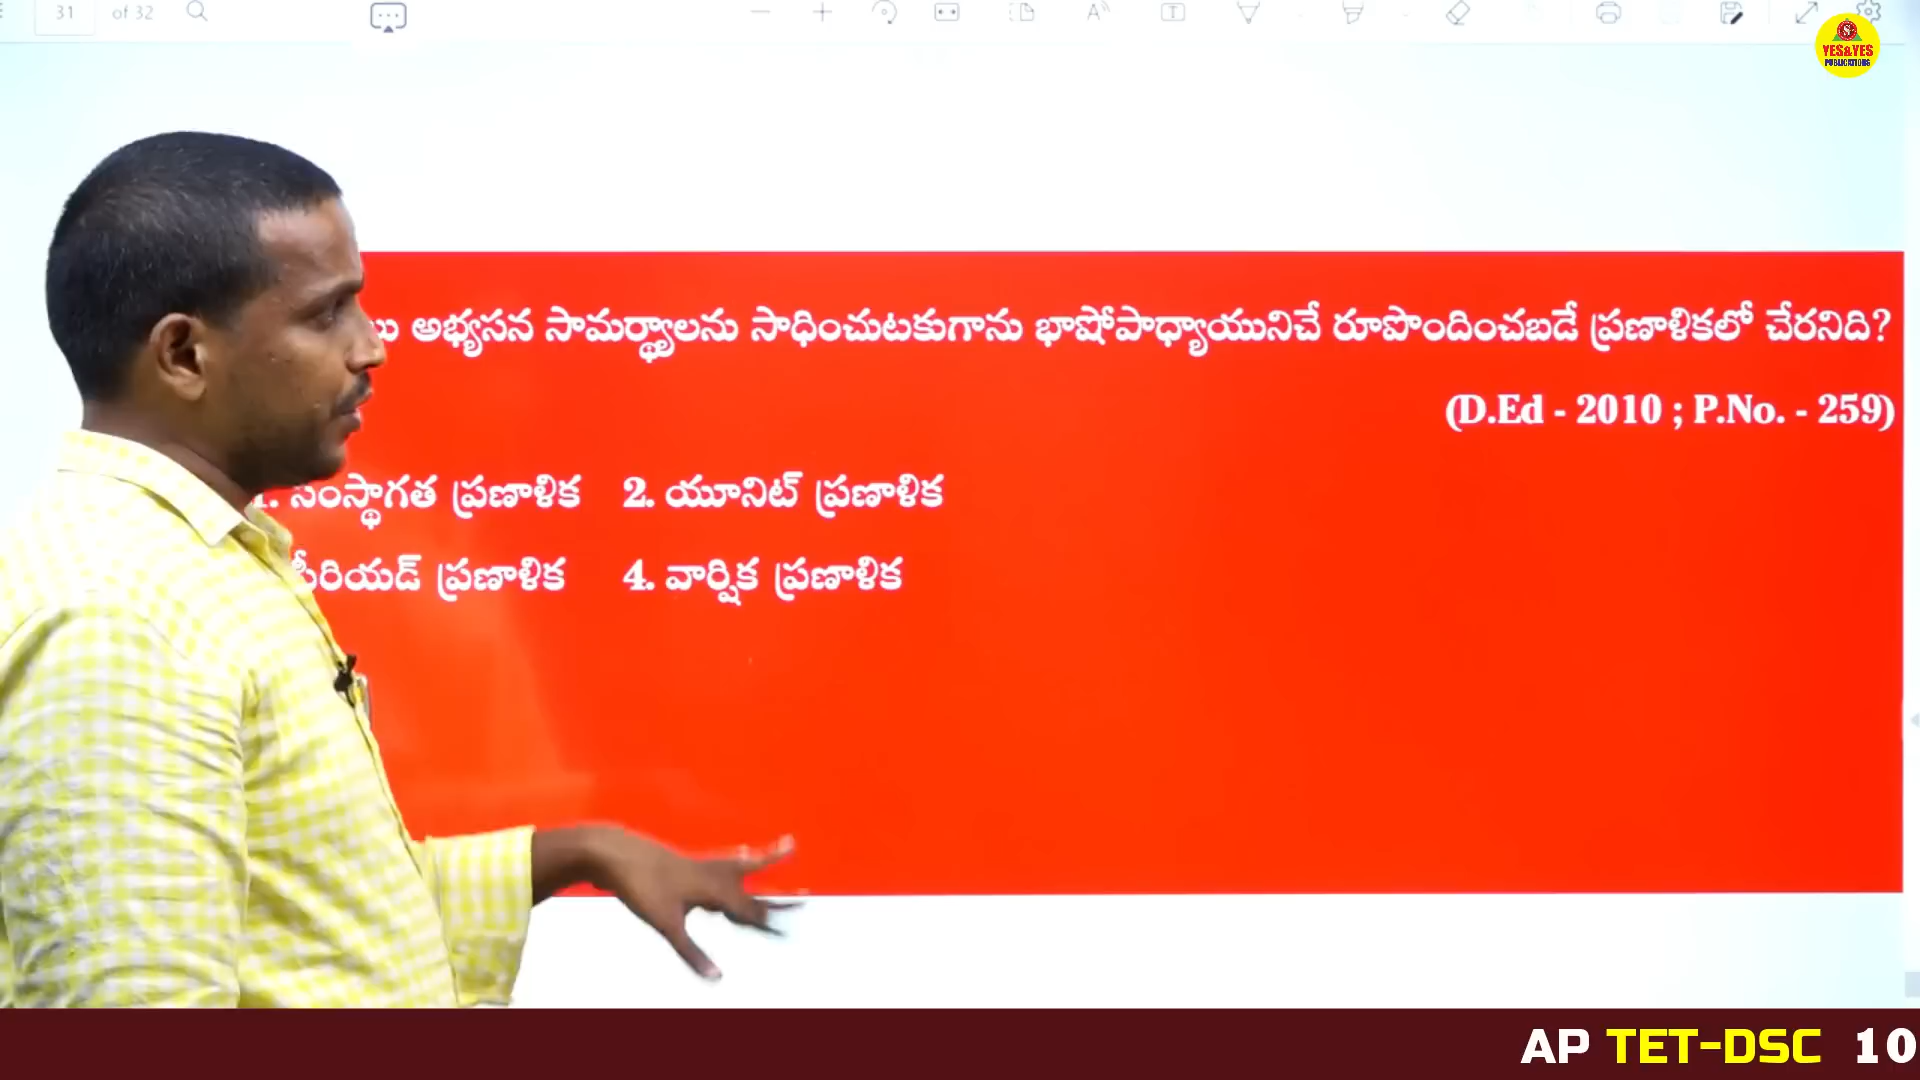 31 of 32
YES&YES
PUBLICATIONS
అభ్యసన సామర్థ్యాలను సాధించుటకుగాను భాషోపాధ్యాయునిచే రూపొందించబడే ప్రణాళికలో చేరనిది?
(D.Ed - 2010 ; P.No. - 259)
1. సంస్థాగత ప్రణాళిక 2. యూనిట్ ప్రణాళిక
పీరియడ్ ప్రణాళిక 4. వార్షిక ప్రణాళిక
AP TET-DSC 10